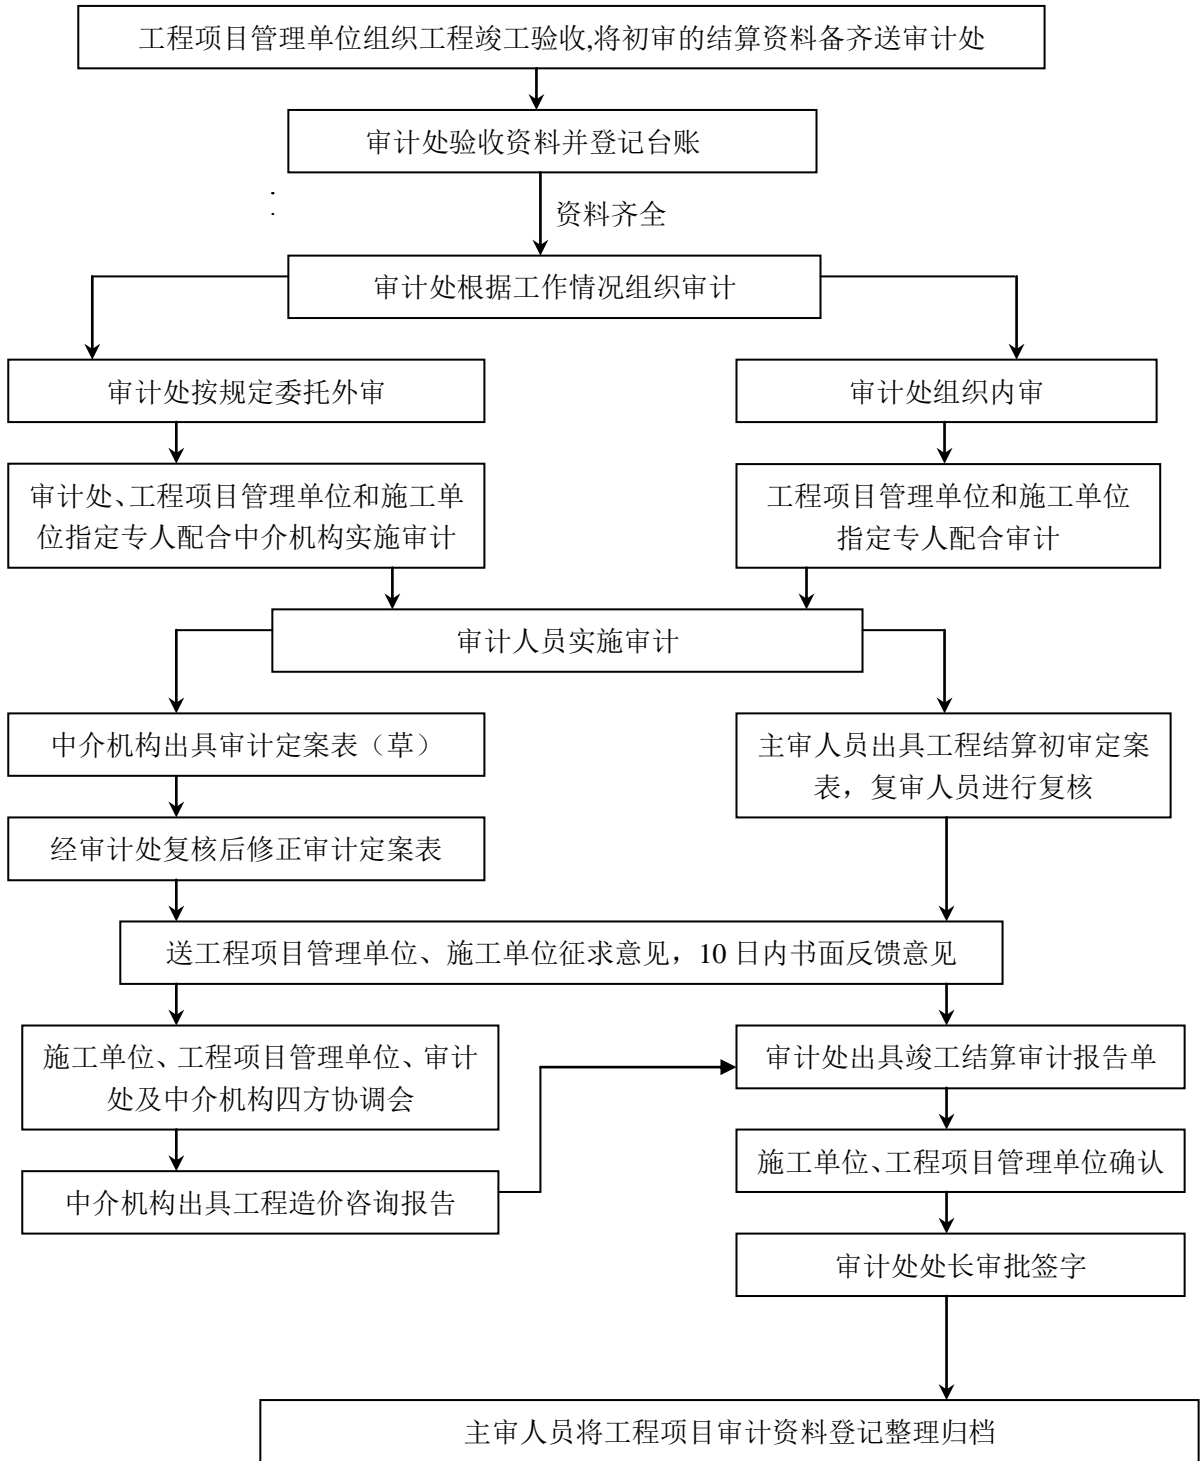 工程项目管理单位组织工程竣工验收,将初审的结算资料备齐送审计处
审计处验收资料并登记台账
资料齐全
审计处根据工作情况组织审计
审计处按规定委托外审
审计处组织内审
审计处、工程项目管理单位和施工单
位指定专人配合中介机构实施审计
工程项目管理单位和施工单位
指定专人配合审计
审计人员实施审计
中介机构出具审计定案表（草）
主审人员出具工程结算初审定案
表，复审人员进行复核
经审计处复核后修正审计定案表
送工程项目管理单位、施工单位征求意见，10 日内书面反馈意见
施工单位、工程项目管理单位、审计
处及中介机构四方协调会
审计处出具竣工结算审计报告单
施工单位、工程项目管理单位确认
中介机构出具工程造价咨询报告
审计处处长审批签字
主审人员将工程项目审计资料登记整理归档